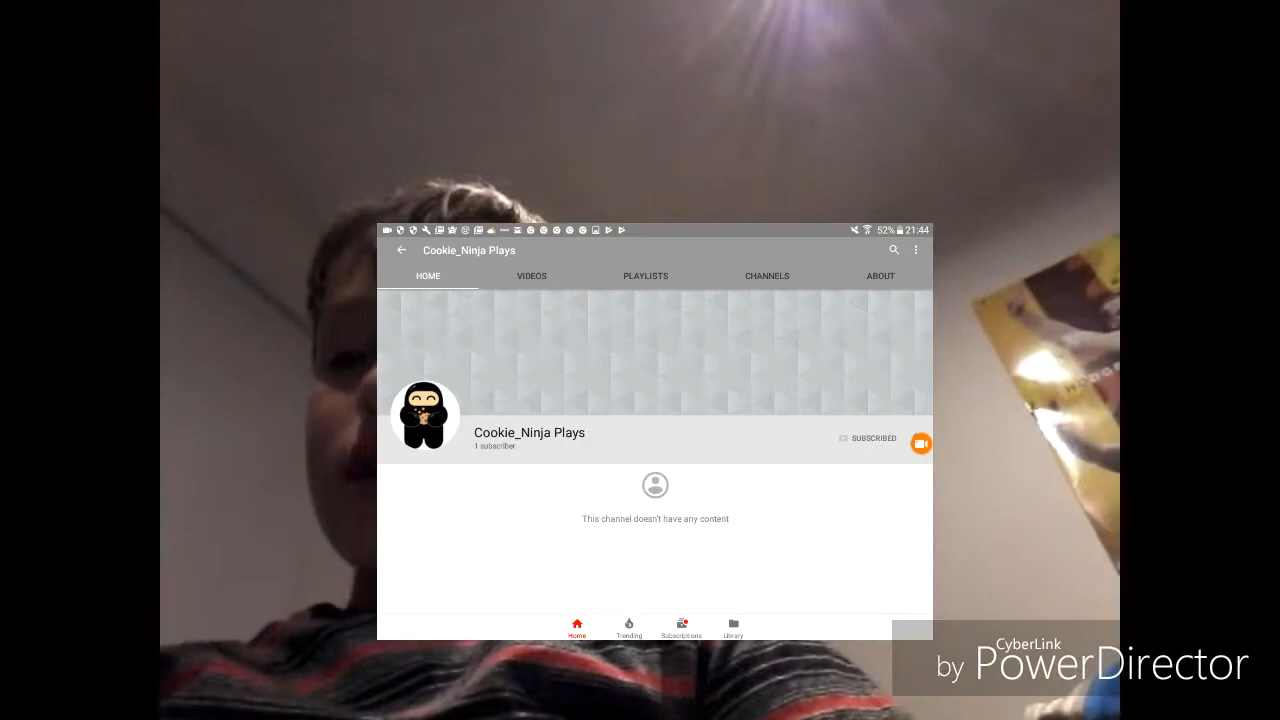 52% 21:44
Cookie_Ninja Plays
HOME VIDEOS PLAYLISTS CHANNELS ABOUT
Cookie_Ninja Plays
1 subscriber
SUBSCRIBED
This channel doesn't have any content
Home Trending Subscriptions Library
CyberLink
by PowerDirector